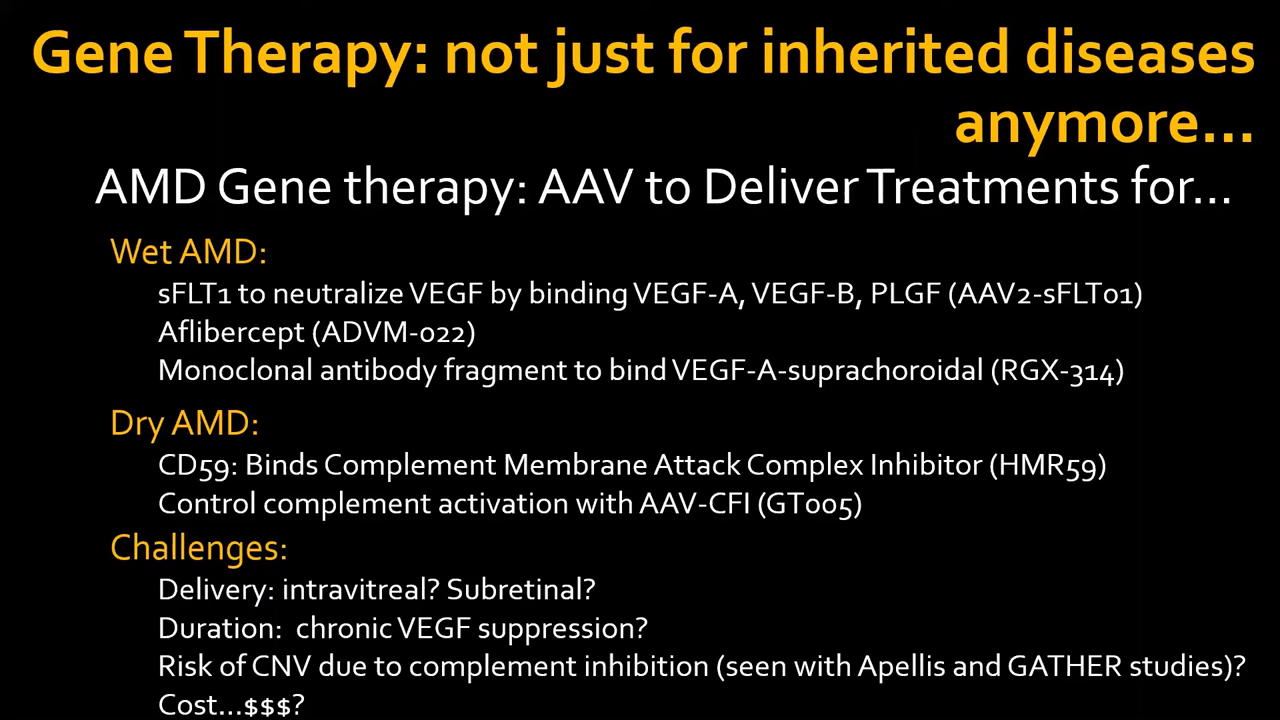 Gene Therapy: not just for inherited diseases
anymore...
AMD Gene therapy: AAV to Deliver Treatments for...
Wet AMD:
sFLT1 to neutralize VEGF by binding VEGF-A, VEGF-B, PLGF (AAV2-sFLT01)
Aflibercept (ADVM-022)
Monoclonal antibody fragment to bind VEGF-A-suprachoroidal (RGX-314)
Dry AMD:
CD59: Binds Complement Membrane Attack Complex Inhibitor (HMR59)
Control complement activation with AAV-CFI (GT005)
Challenges:
Delivery: intravitreal? Subretinal?
Duration:  chronic VEGF suppression?
Risk of CNV due to complement inhibition (seen with Apellis and GATHER studies)?
Cost...$$$?